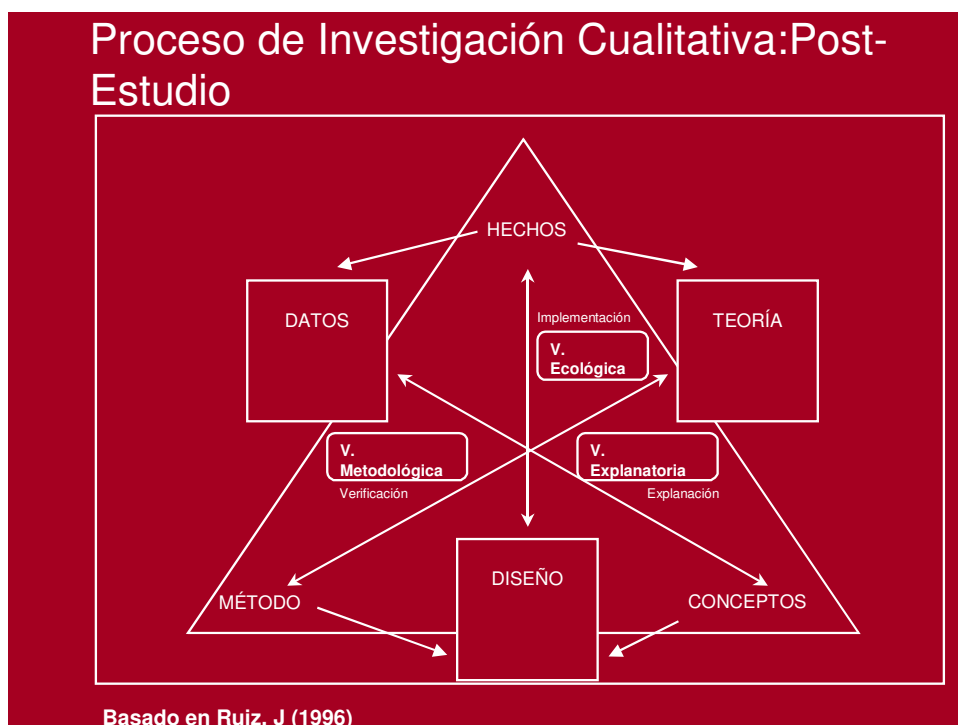 Proceso de Investigación Cualitativa:Post-
Estudio
HECHOS
DATOS
TEORÍA
Implementación
V.
Ecológica
V.
Metodológica
Verificación
V.
Explanatoria
Explanación
DISEÑO
MÉTODO
CONCEPTOS
Basado en Ruiz, J (1996)